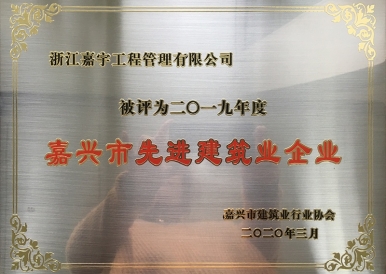 浙江嘉宇工程管理有限公司
被评为二〇一九年度
嘉兴市先进建筑业企业
嘉兴市建筑业行业协会
二〇二〇年三月